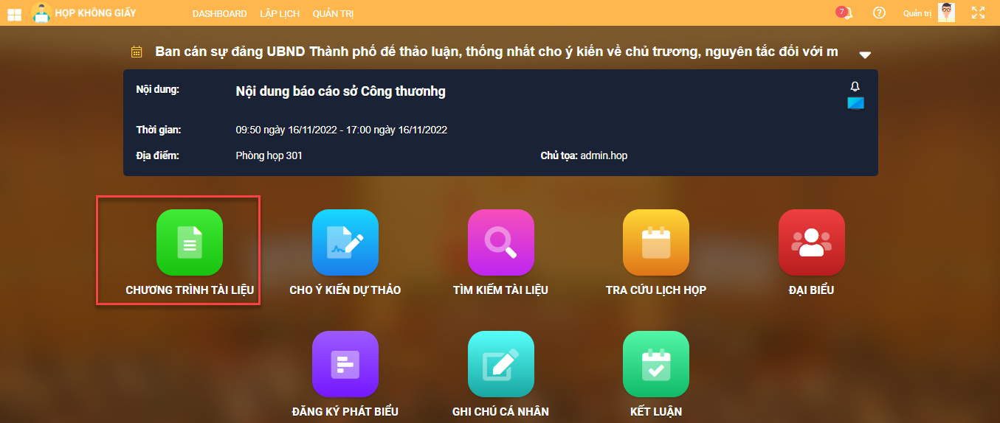 HỌP KHÔNG GIẤY DASHBOARD LẬP LỊCH QUẢN TRỊ 7 Quản trị
Ban cán sự đảng UBND Thành phố để thảo luận, thống nhất cho ý kiến về chủ trương, nguyên tắc đối với m
Nội dung: Nội dung báo cáo sở Công thươnhg
Thời gian: 09:50 ngày 16/11/2022 - 17:00 ngày 16/11/2022
Địa điểm: Phòng họp 301 Chủ tọa: admin.hop
CHƯƠNG TRÌNH TÀI LIỆU CHO Ý KIẾN DỰ THẢO TÌM KIẾM TÀI LIỆU TRA CỨU LỊCH HỌP ĐẠI BIỂU
ĐĂNG KÝ PHÁT BIỂU GHI CHÚ CÁ NHÂN KẾT LUẬN